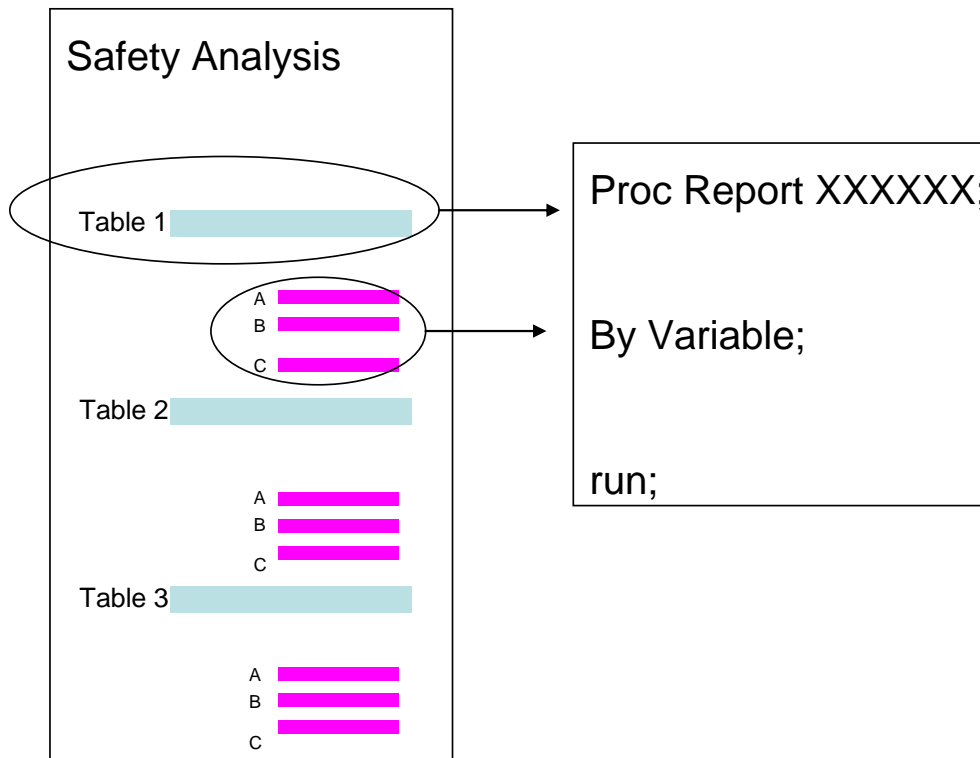 Safety Analysis
Table 1
A
B
C
Table 2
A
B
C
Table 3
A
B
C
Proc Report XXXXXX;
By Variable;
run;